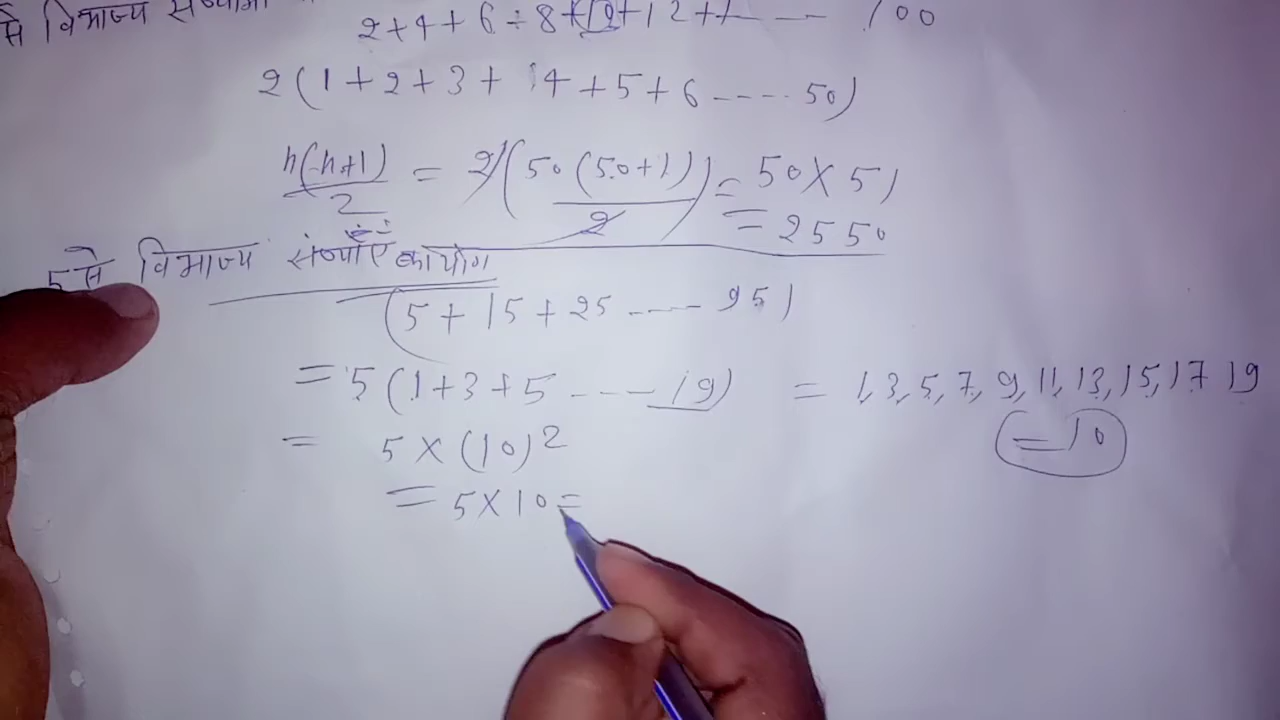 से विभाज्य संख्याओं
2+4+6+8+10+12+ - - - 100
2(1+2+3+4+5+6 ---- 50)
n(n+1)/2 = 2(50(50+1)/2) = 50×51
= 2550
5 से विभाज्य संख्याएँ का योग
(5+15+25 ---- 95)
= 5(1+3+5 ---- 19) = 1,3,5,7,9,11,13,15,17 19
= 5×(10)² =10
= 5×10=